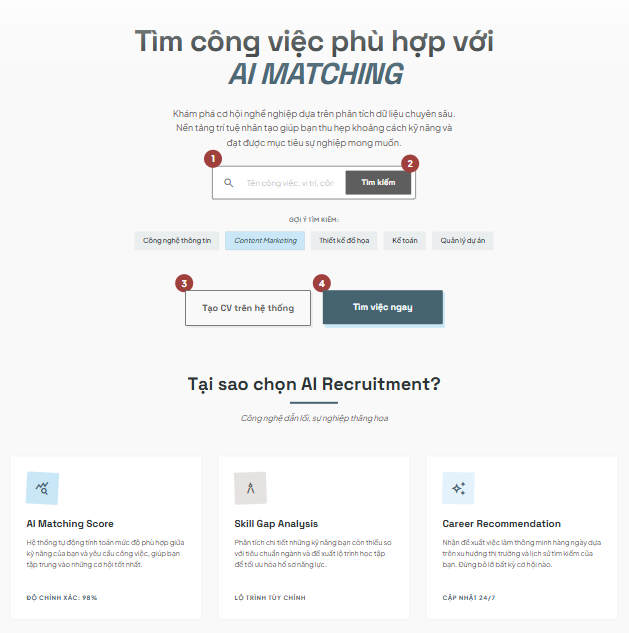 Tìm công việc phù hợp với
AI MATCHING
Khám phá cơ hội nghề nghiệp dựa trên phân tích dữ liệu chuyên sâu.
Nền tảng trí tuệ nhân tạo giúp bạn thu hẹp khoảng cách kỹ năng và
đạt được mục tiêu sự nghiệp mong muốn.
1
2
Tên công việc, vị trí, côn
Tìm kiếm
GỢI Ý TÌM KIẾM:
Công nghệ thông tin
Content Marketing
Thiết kế đồ họa
Kế toán
Quản lý dự án
3
4
Tạo CV trên hệ thống
Tìm việc ngay
Tại sao chọn AI Recruitment?
Công nghệ dẫn lối, sự nghiệp thăng hoa
AI Matching Score
Hệ thống tự động tính toán mức độ phù hợp giữa
kỹ năng của bạn và yêu cầu công việc, giúp bạn
tập trung vào những cơ hội tốt nhất.
ĐỘ CHÍNH XÁC: 98%
Skill Gap Analysis
Phân tích chi tiết những kỹ năng bạn còn thiếu so
với tiêu chuẩn ngành và đề xuất lộ trình học tập
để tối ưu hóa hồ sơ năng lực.
LỘ TRÌNH TÙY CHỈNH
Career Recommendation
Nhận đề xuất việc làm thông minh hàng ngày dựa
trên xu hướng thị trường và lịch sử tìm kiếm của
bạn. Đừng bỏ lỡ bất kỳ cơ hội nào.
CẬP NHẬT 24/7